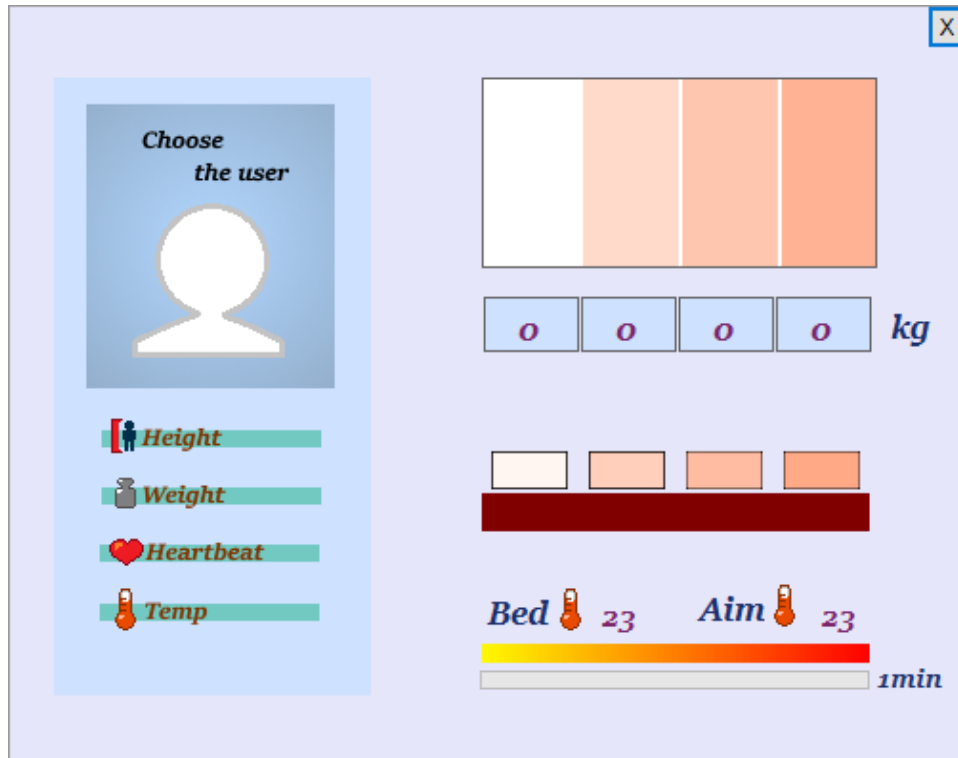 X
Choose
the user
Height
Weight
Heartbeat
Temp
0 0 0 0 kg
Bed 23 Aim 23
1min